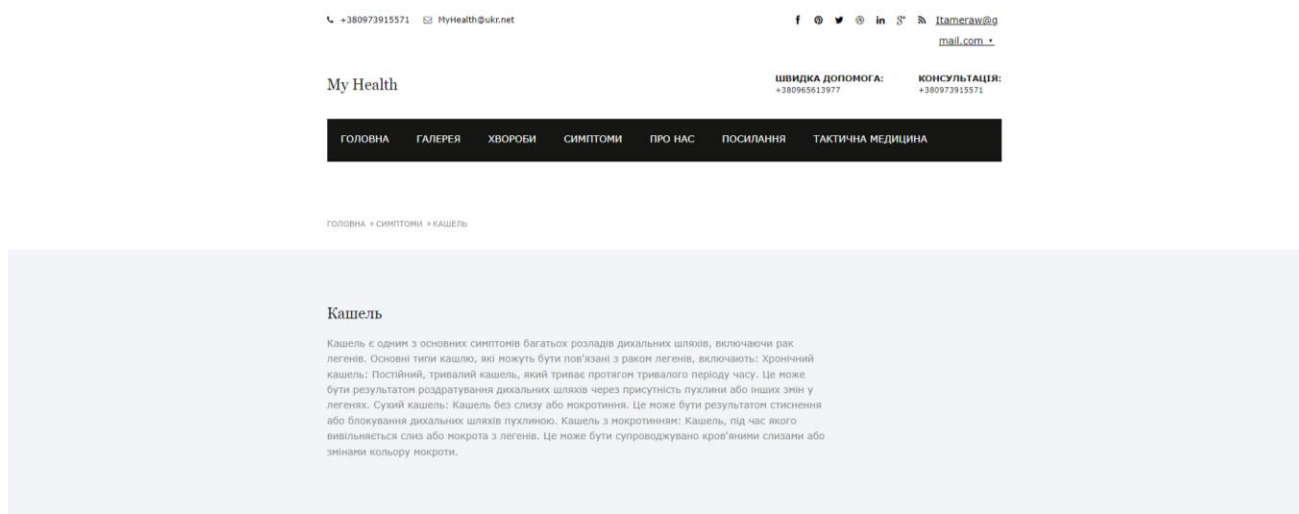 +380973915571 MyHealth@ukr.net
Itameraw@g
mail.com
My Health
ШВИДКА ДОПОМОГА:
+380965613977
КОНСУЛЬТАЦІЯ:
+380973915571
ГОЛОВНА ГАЛЕРЕЯ ХВОРОБИ СИМПТОМИ ПРО НАС ПОСИЛАННЯ ТАКТИЧНА МЕДИЦИНА
ГОЛОВНА » СИМПТОМИ » КАШЕЛЬ
Кашель
Кашель є одним з основних симптомів багатьох розладів дихальних шляхів, включаючи рак
легенів. Основні типи кашлю, які можуть бути пов'язані з раком легенів, включають: Хронічний
кашель: Постійний, тривалий кашель, який триває протягом тривалого періоду часу. Це може
бути результатом роздратування дихальних шляхів через присутність пухлини або інших змін у
легенях. Сухий кашель: Кашель без слизу або мокротиння. Це може бути результатом стиснення
або блокування дихальних шляхів пухлиною. Кашель з мокротинням: Кашель, під час якого
вивільняється слиз або мокрота з легенів. Це може бути супроводжувано кров'яними слизами або
змінами кольору мокроти.